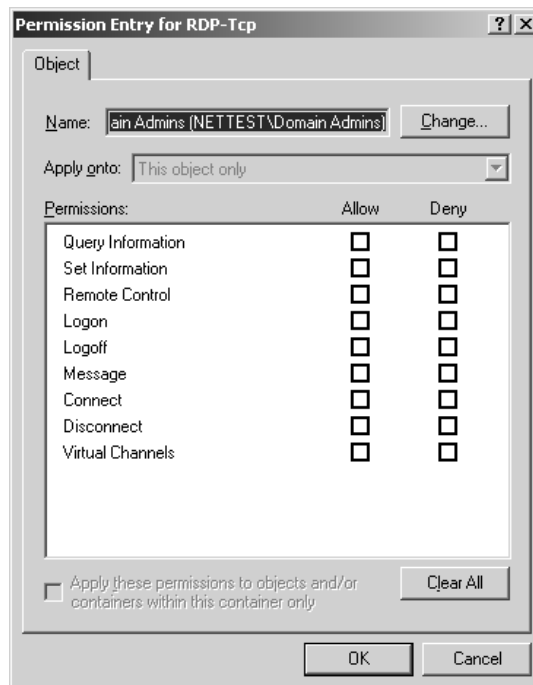 Permission Entry for RDP-Tcp
Object
Name: ain Admins (NETTEST\Domain Admins) Change...
Apply onto: This object only
Permissions: Allow Deny
Query Information
Set Information
Remote Control
Logon
Logoff
Message
Connect
Disconnect
Virtual Channels
Apply these permissions to objects and/or
containers within this container only
Clear All
OK Cancel